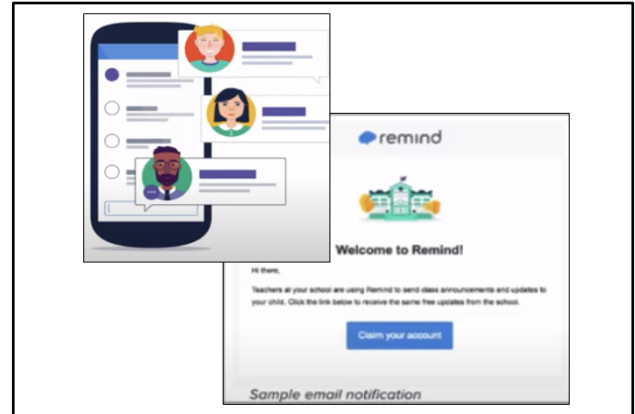 remind
Welcome to Remind!
Hi there,
Teachers at your school are using Remind to send class announcements and updates to
your child. Click the link below to receive the same free updates from the school.
Claim your account
Sample email notification